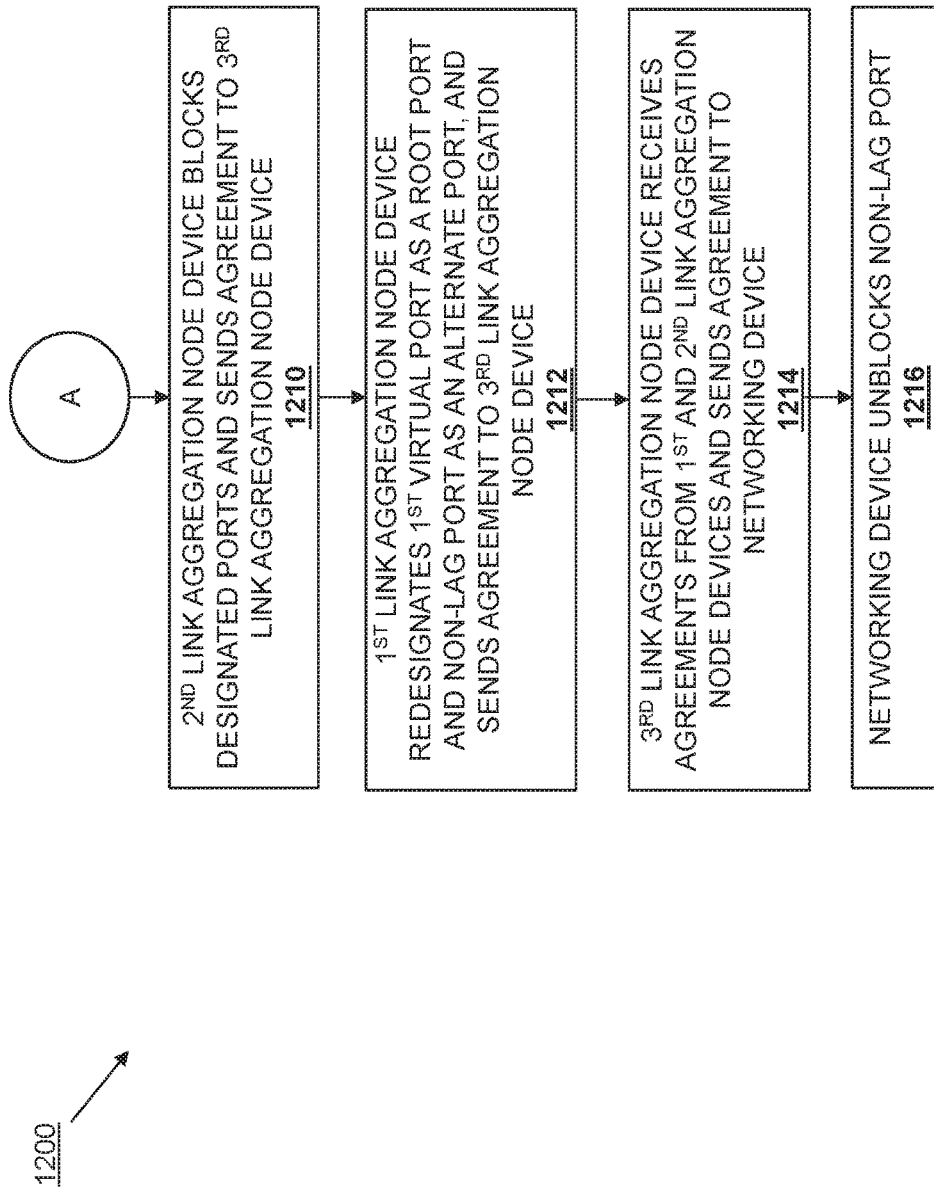 1200
A
2ND LINK AGGREGATION NODE DEVICE BLOCKS
DESIGNATED PORTS AND SENDS AGREEMENT TO 3RD
LINK AGGREGATION NODE DEVICE
1210
1ST LINK AGGREGATION NODE DEVICE
REDESIGNATES 1ST VIRTUAL PORT AS A ROOT PORT
AND NON-LAG PORT AS AN ALTERNATE PORT, AND
SENDS AGREEMENT TO 3RD LINK AGGREGATION
NODE DEVICE
1212
3RD LINK AGGREGATION NODE DEVICE RECEIVES
AGREEMENTS FROM 1ST AND 2ND LINK AGGREGATION
NODE DEVICES AND SENDS AGREEMENT TO
NETWORKING DEVICE
1214
NETWORKING DEVICE UNBLOCKS NON-LAG PORT
1216